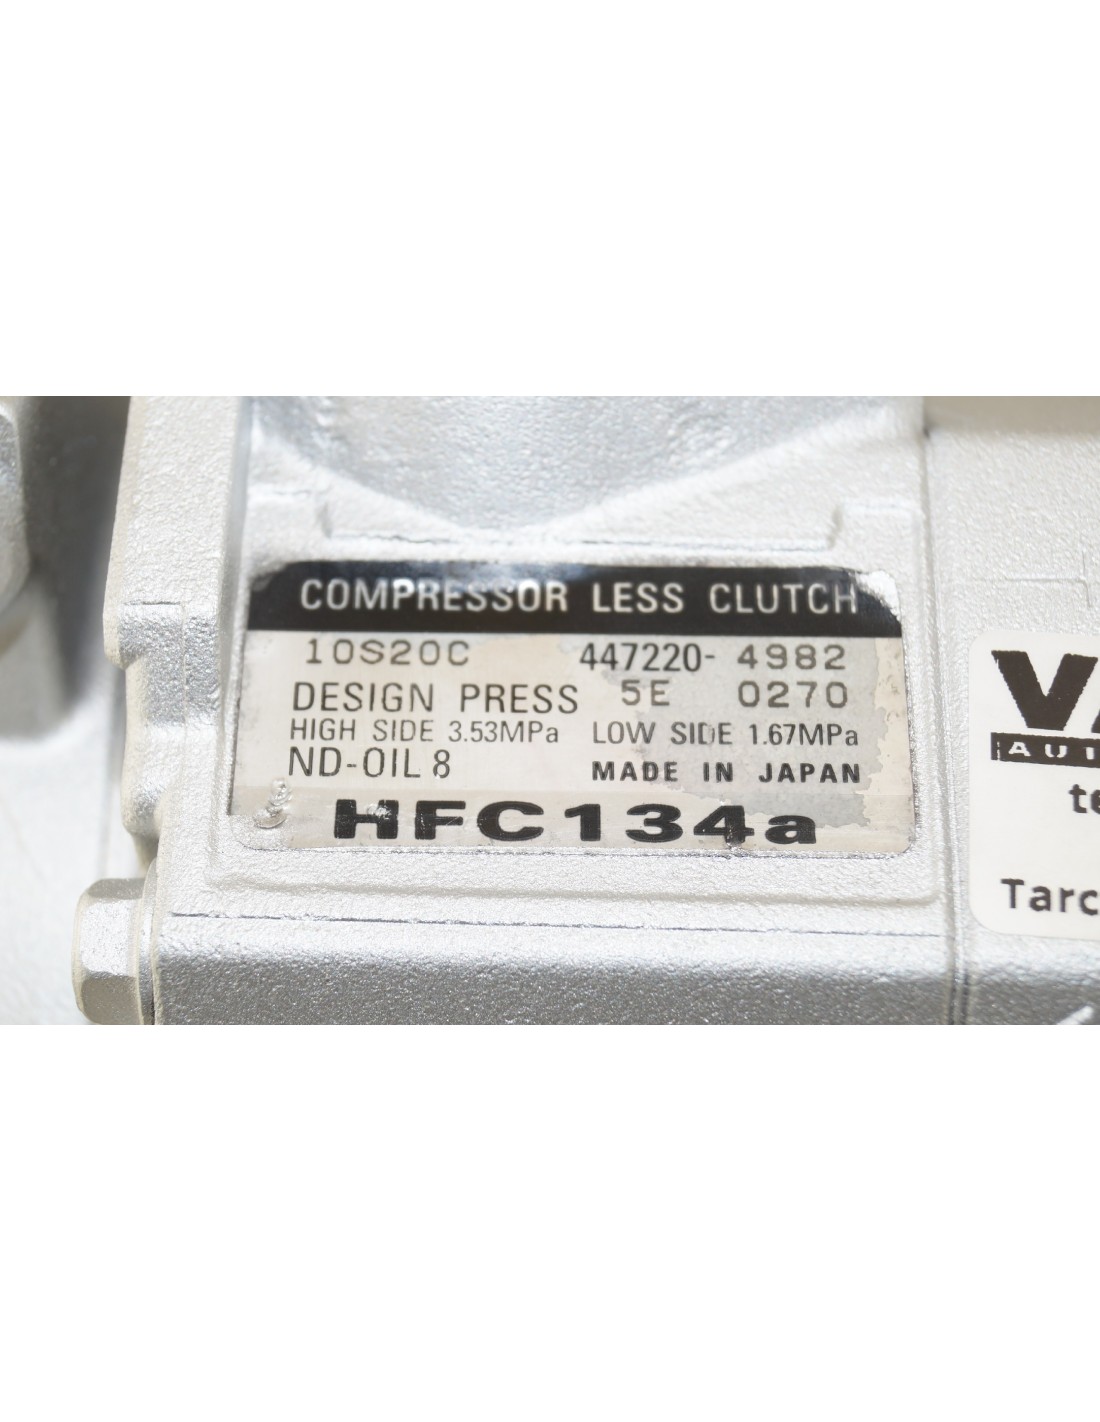 COMPRESSOR LESS CLUTCH
10S20C 447220-4982
DESIGN PRESS 5E 0270
HIGH SIDE 3.53MPa LOW SIDE 1.67MPa
ND-OIL 8 MADE IN JAPAN
HFC134a